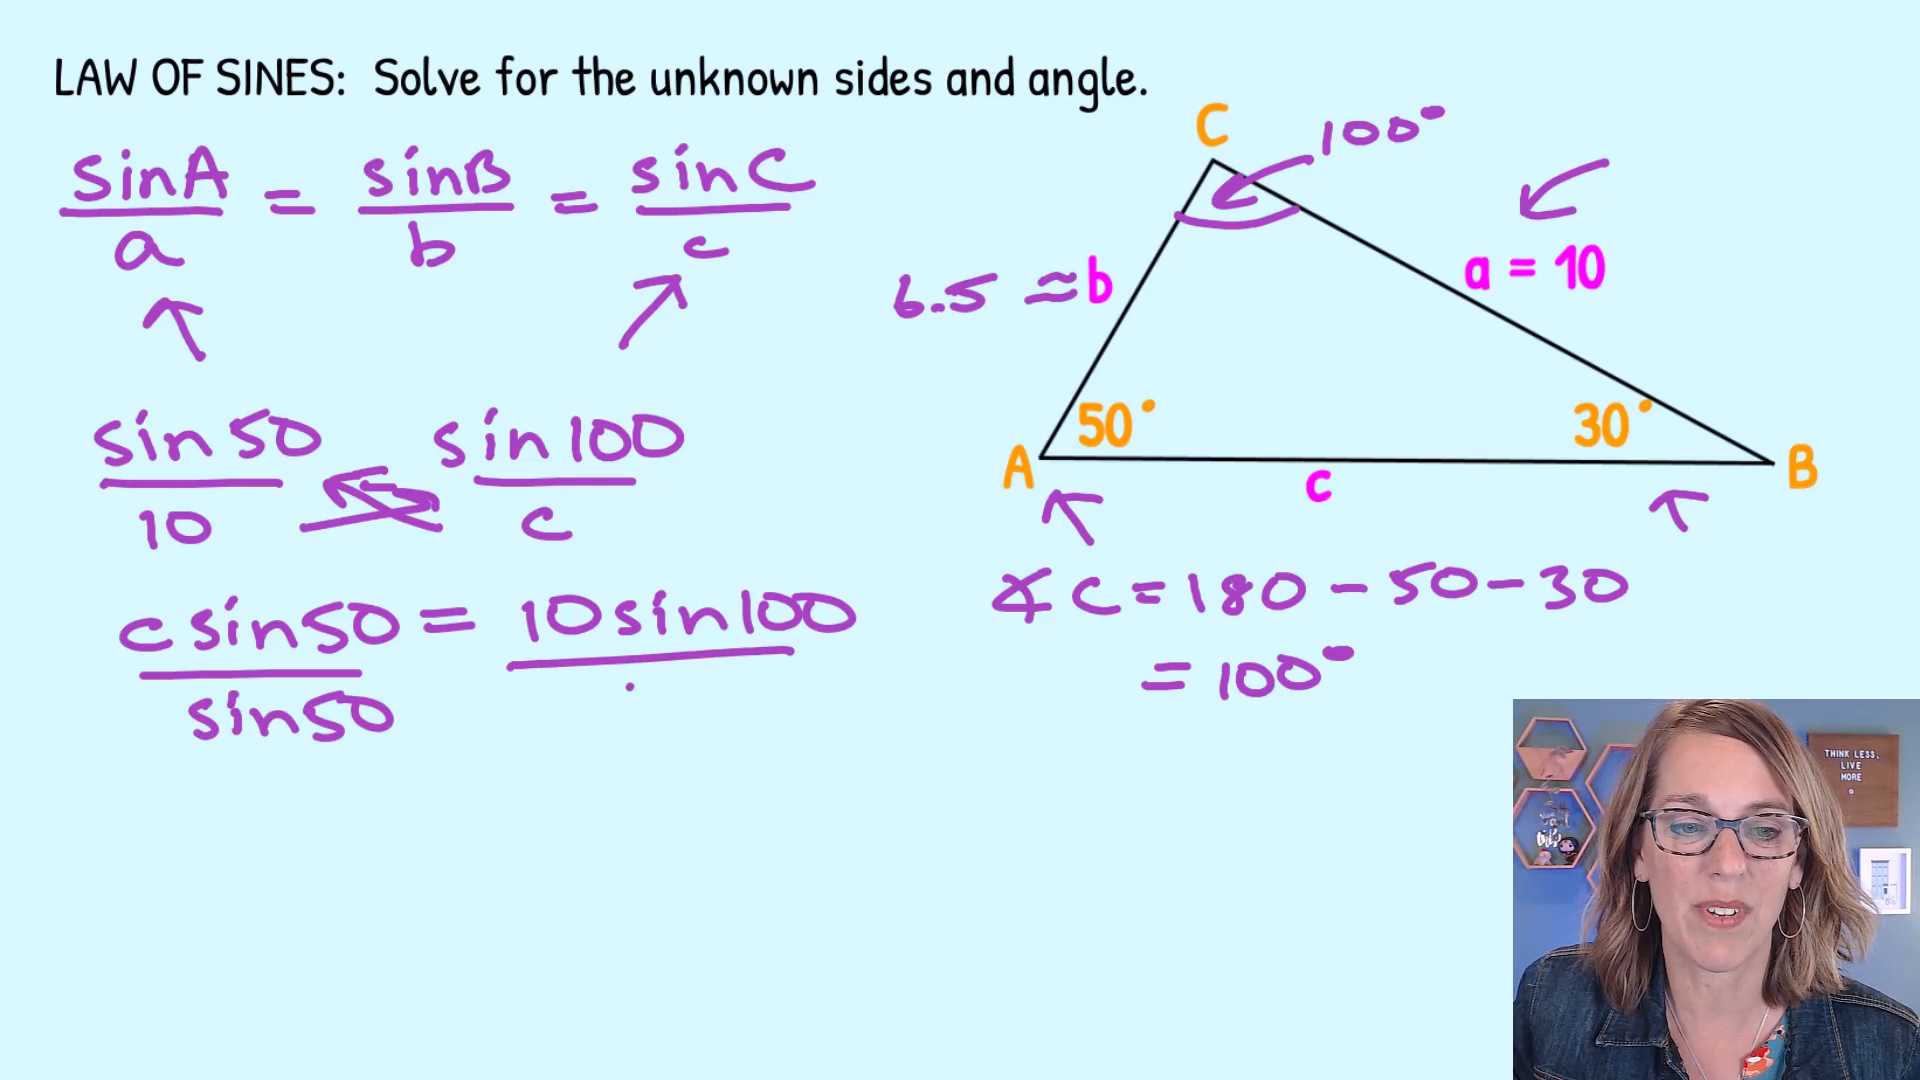 LAW OF SINES: Solve for the unknown sides and angle.
sinA/a = sinB/b = sinC/c
sin50/10 sin100/c
csin50/sin50 = 10sin100
C
100°
a = 10
6.5 ≈ b
50°
30°
A
c
B
∡C = 180 - 50 - 30
= 100°
THINK LESS,
LIVE
MORE